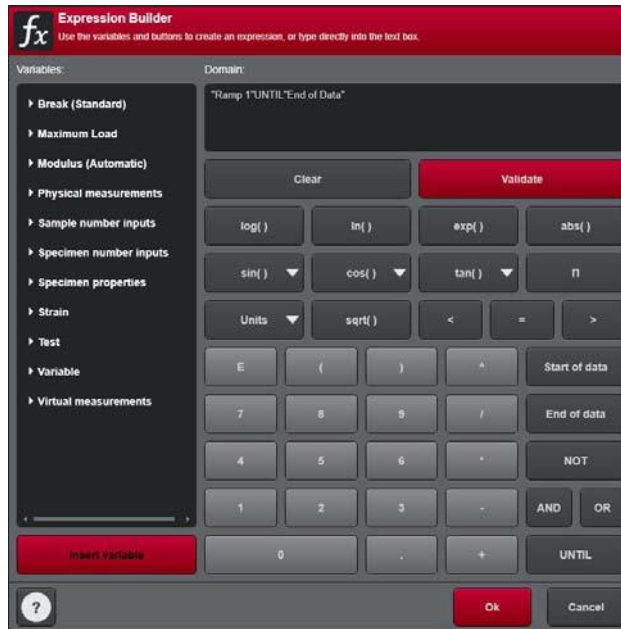 fx
Expression Builder
Use the variables and buttons to create an expression, or type directly into the text box.
Variables:
Domain:
Break (Standard)
Maximum Load
Modulus (Automatic)
Physical measurements
Sample number inputs
Specimen number inputs
Specimen properties
Strain
Test
Variable
Virtual measurements
Insert Variable
"Ramp 1"UNTIL"End of Data"
Clear Validate
log( ) ln( ) exp( ) abs( )
sin( ) cos( ) tan( ) Π
Units sqrt( ) < = >
E ( ) ^ Start of data
7 8 9 / End of data
4 5 6 * NOT
1 2 3 - AND OR
0 . + UNTIL
? Ok Cancel